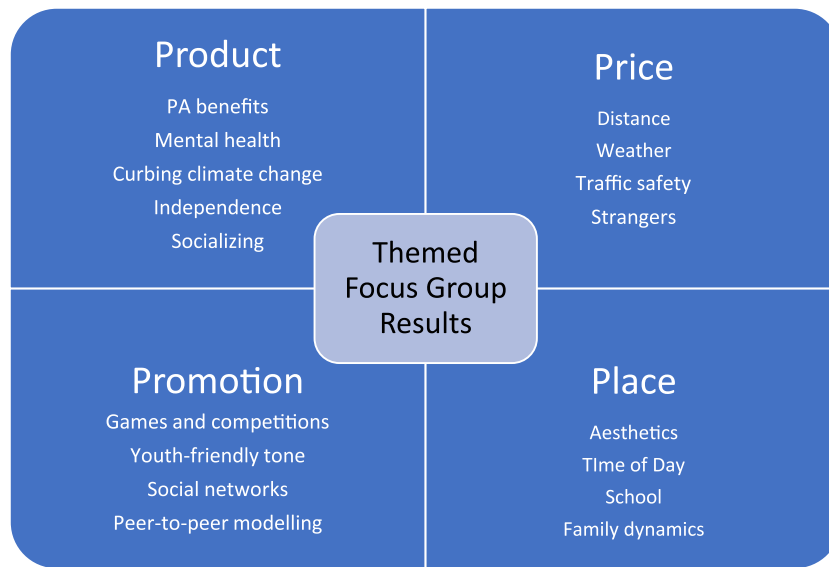 Product
PA benefits
Mental health
Curbing climate change
Independence
Socializing
Price
Distance
Weather
Traffic safety
Strangers
Themed
Focus Group
Results
Promotion
Games and competitions
Youth-friendly tone
Social networks
Peer-to-peer modelling
Place
Aesthetics
TIme of Day
School
Family dynamics